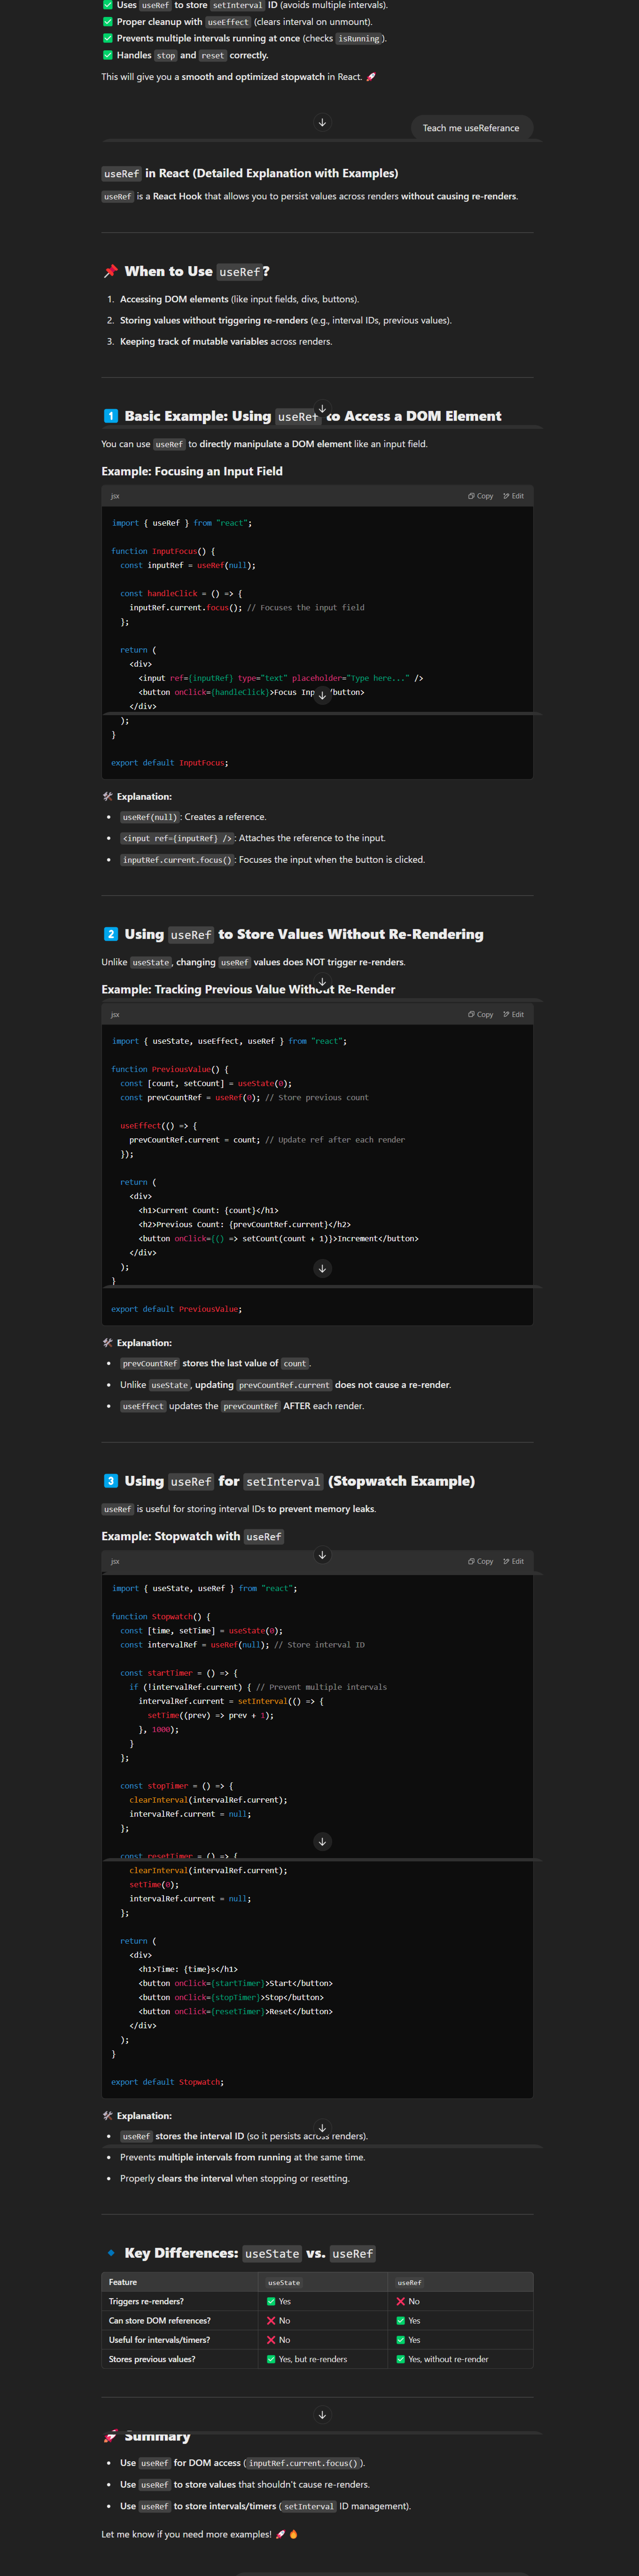 ✅ Uses useRef to store setInterval ID (avoids multiple intervals).
✅ Proper cleanup with useEffect (clears interval on unmount).
✅ Prevents multiple intervals running at once (checks isRunning).
✅ Handles stop and reset correctly.
This will give you a smooth and optimized stopwatch in React. 🚀
Teach me useReferance
useRef in React (Detailed Explanation with Examples)
useRef is a React Hook that allows you to persist values across renders without causing re-renders.
📌 When to Use useRef?
1. Accessing DOM elements (like input fields, divs, buttons).
2. Storing values without triggering re-renders (e.g., interval IDs, previous values).
3. Keeping track of mutable variables across renders.
1️⃣ Basic Example: Using useRef to Access a DOM Element
You can use useRef to directly manipulate a DOM element like an input field.
Example: Focusing an Input Field
jsx Copy Edit
import { useRef } from "react";
function InputFocus() {
const inputRef = useRef(null);
const handleClick = () => {
inputRef.current.focus(); // Focuses the input field
};
return (
<div>
<input ref={inputRef} type="text" placeholder="Type here..." />
<button onClick={handleClick}>Focus Input</button>
</div>
);
}
export default InputFocus;
🛠 Explanation:
• useRef(null): Creates a reference.
• <input ref={inputRef} />: Attaches the reference to the input.
• inputRef.current.focus(): Focuses the input when the button is clicked.
2️⃣ Using useRef to Store Values Without Re-Rendering
Unlike useState, changing useRef values does NOT trigger re-renders.
Example: Tracking Previous Value Without Re-Render
jsx Copy Edit
import { useState, useEffect, useRef } from "react";
function PreviousValue() {
const [count, setCount] = useState(0);
const prevCountRef = useRef(0); // Store previous count
useEffect(() => {
prevCountRef.current = count; // Update ref after each render
});
return (
<div>
<h1>Current Count: {count}</h1>
<h2>Previous Count: {prevCountRef.current}</h2>
<button onClick={() => setCount(count + 1)}>Increment</button>
</div>
);
}
export default PreviousValue;
🛠 Explanation:
• prevCountRef stores the last value of count.
• Unlike useState, updating prevCountRef.current does not cause a re-render.
• useEffect updates the prevCountRef AFTER each render.
3️⃣ Using useRef for setInterval (Stopwatch Example)
useRef is useful for storing interval IDs to prevent memory leaks.
Example: Stopwatch with useRef
jsx Copy Edit
import { useState, useRef } from "react";
function Stopwatch() {
const [time, setTime] = useState(0);
const intervalRef = useRef(null); // Store interval ID
const startTimer = () => {
if (!intervalRef.current) { // Prevent multiple intervals
intervalRef.current = setInterval(() => {
setTime((prev) => prev + 1);
}, 1000);
}
};
const stopTimer = () => {
clearInterval(intervalRef.current);
intervalRef.current = null;
};
const resetTimer = () => {
clearInterval(intervalRef.current);
setTime(0);
intervalRef.current = null;
};
return (
<div>
<h1>Time: {time}s</h1>
<button onClick={startTimer}>Start</button>
<button onClick={stopTimer}>Stop</button>
<button onClick={resetTimer}>Reset</button>
</div>
);
}
export default Stopwatch;
🛠 Explanation:
• useRef stores the interval ID (so it persists across renders).
• Prevents multiple intervals from running at the same time.
• Properly clears the interval when stopping or resetting.
🔹 Key Differences: useState vs. useRef
Feature useState useRef
Triggers re-renders? ✅ Yes ❌ No
Can store DOM references? ❌ No ✅ Yes
Useful for intervals/timers? ❌ No ✅ Yes
Stores previous values? ✅ Yes, but re-renders ✅ Yes, without re-render
🚀 Summary
• Use useRef for DOM access (inputRef.current.focus()).
• Use useRef to store values that shouldn't cause re-renders.
• Use useRef to store intervals/timers (setInterval ID management).
Let me know if you need more examples! 🚀🔥